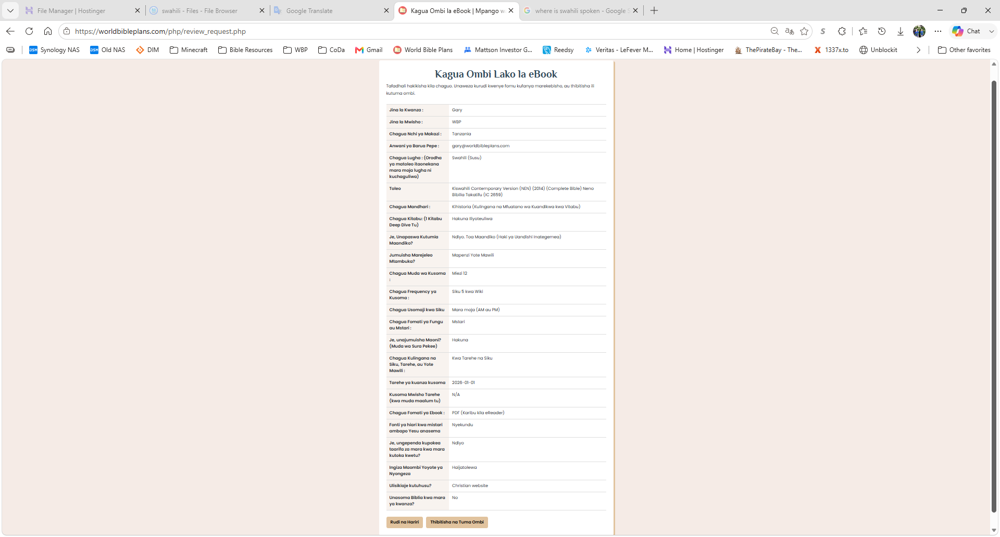 File Manager | Hostinger
swahili - Files - File Browser
Google Translate
Kagua Ombi la eBook | Mpango w
where is swahili spoken - Google S
https://worldbibleplans.com/php/review_request.php
Chat
Synology NAS
Old NAS
DIM
Minecraft
Bible Resources
WBP
CoDa
Gmail
World Bible Plans
Mattson Investor G...
Reedsy
Veritas - LeFever M...
Home | Hostinger
ThePirateBay - The...
1337x.to
Unblockit
Other favorites
Kagua Ombi Lako la eBook
Tafadhali hakikisha kila chaguo. Unaweza kurudi kwenye fomu kufanya marekebisho, au thibitisha ili
kutuma ombi.
Jina la Kwanza : Gary
Jina la Mwisho : WBP
Chagua Nchi ya Makazi : Tanzania
Anwani ya Barua Pepe : gary@worldbibleplans.com
Chagua Lugha : (Orodha Swahili (Susu)
ya matoleo itaonekana
mara moja lugha ni
kuchaguliwa)
Toleo Kiswahili Contemporary Version (NEN) (2014) (Complete Bible) Neno
Bibilia Takatifu (IC 2659)
Chagua Mandhari : Kihistoria (Kulingana na Mfuatano wa Kuandikwa kwa Vitabu)
Chagua Kitabu: (1 Kitabu Hakuna Iliyoteuliwa
Deep Dive Tu)
Je, Unapaswa Kutumia Ndiyo. Toa Maandiko (Haki ya Uandishi Inategemea)
Maandiko?
Jumuisha Marejeleo Mapenzi Yote Mawili
Mtambuka?
Chagua Muda wa Kusoma Miezi 12
:
Chagua Frequency ya Siku 5 kwa Wiki
Kusoma :
Chagua Usomaji kwa Siku Mara moja (AM au PM)
Chagua Fomati ya Fungu Mstari
au Mstari :
Je, unajumuisha Maoni? Hakuna
(Muda wa Sura Pekee)
Chagua Kulingana na Kwa Tarehe na Siku
Siku, Tarehe, au Yote
Mawili :
Tarehe ya kuanza kusoma 2026-01-01
Kusoma Mwisho Tarehe N/A
(kwa muda maalum tu)
Chagua Fomati ya Ebook : PDF (Karibu kila eReader)
Fonti ya hiari kwa mistari Nyekundu
ambapo Yesu anasema
Je, ungependa kupokea Ndiyo
taarifa za mara kwa mara
kutoka kwetu?
Ingiza Maombi Yoyote ya Haijatolewa
Nyongeza
Ulisikiaje kutuhusu? Christian website
Unasoma Biblia kwa mara No
ya kwanza?
Rudi na Hariri
Thibitisha na Tuma Ombi